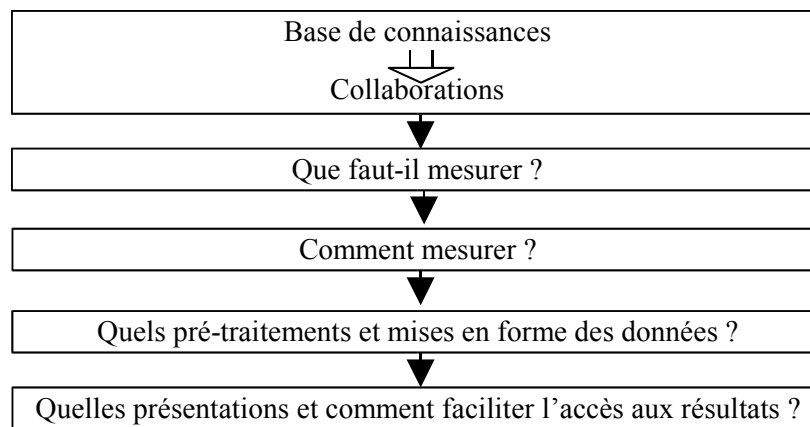 Base de connaissances
Collaborations
Que faut-il mesurer ?
Comment mesurer ?
Quels pré-traitements et mises en forme des données ?
Quelles présentations et comment faciliter l’accès aux résultats ?